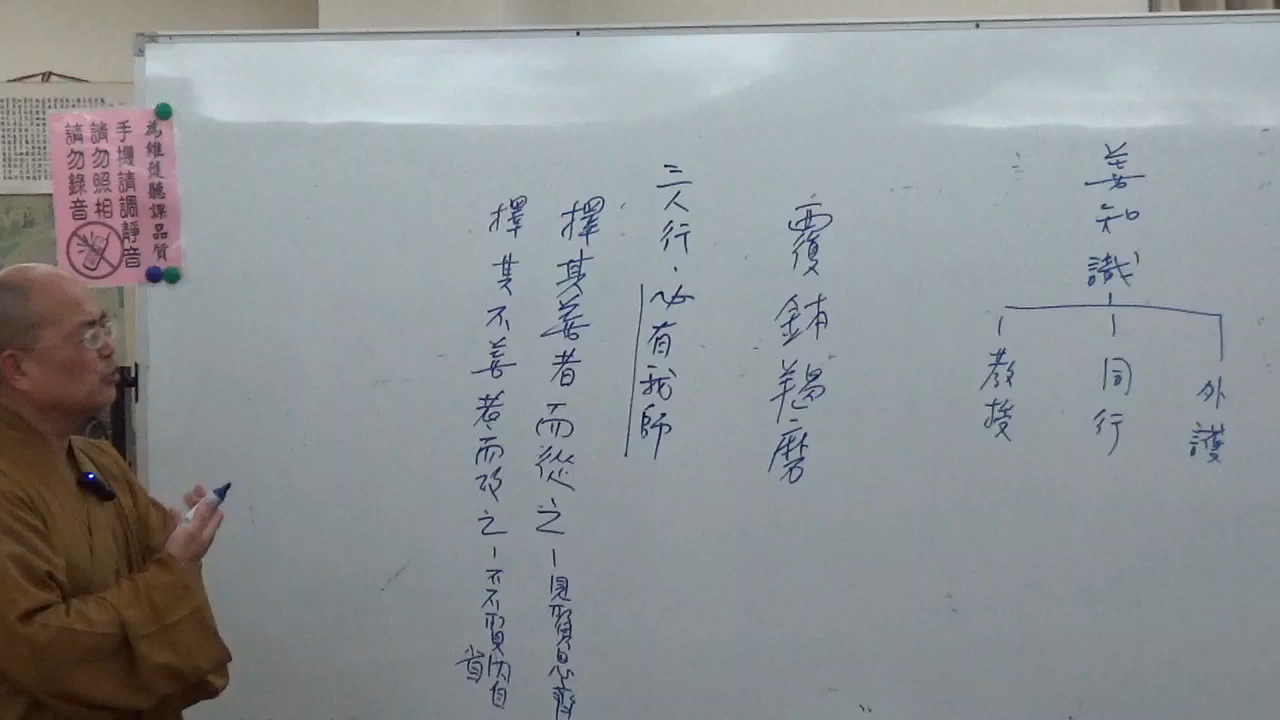 善知識
外護
同行
教授
覆鉢羯磨
三人行,必有我師
擇其善者而從之-見賢思齊
擇其不善者而改之-不賢內自
省
為維護聽課品質
手機請調靜音
請勿照相
請勿錄音